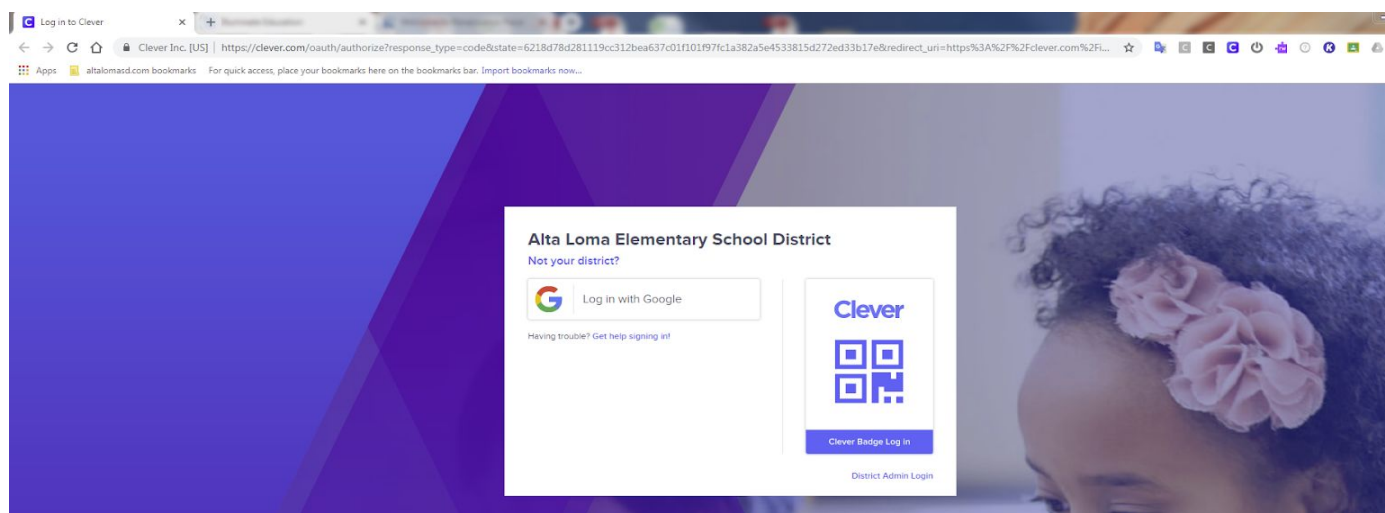 Log in to Clever
Clever Inc. [US] | https://clever.com/oauth/authorize?response_type=code&state=6218d78d281119cc312bea637c01f101f97fc1a382a5e4533815d272ed33b17e&redirect_uri=https%3A%2F%2Fclever.com%2Fi...
Apps altalomasd.com bookmarks For quick access, place your bookmarks here on the bookmarks bar. Import bookmarks now...
Alta Loma Elementary School District
Not your district?
Log in with Google
Having trouble? Get help signing in!
Clever
Clever Badge Log in
District Admin Login